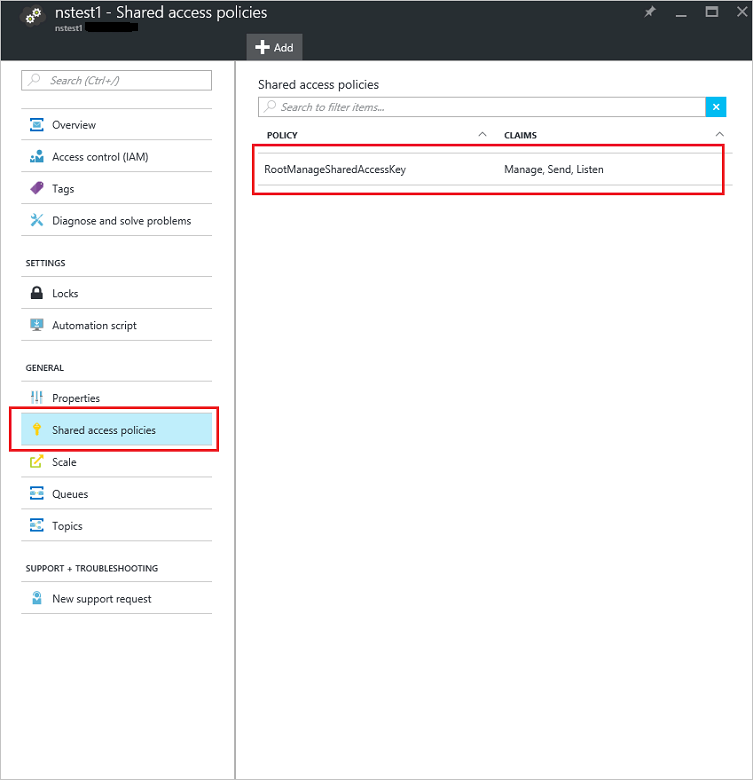 nstest1 - Shared access policies
nstest1
Add
Search (Ctrl+/)
Overview
Access control (IAM)
Tags
Diagnose and solve problems
SETTINGS
Locks
Automation script
GENERAL
Properties
Shared access policies
Scale
Queues
Topics
SUPPORT + TROUBLESHOOTING
New support request
Shared access policies
Search to filter items...
POLICY CLAIMS
RootManageSharedAccessKey Manage, Send, Listen